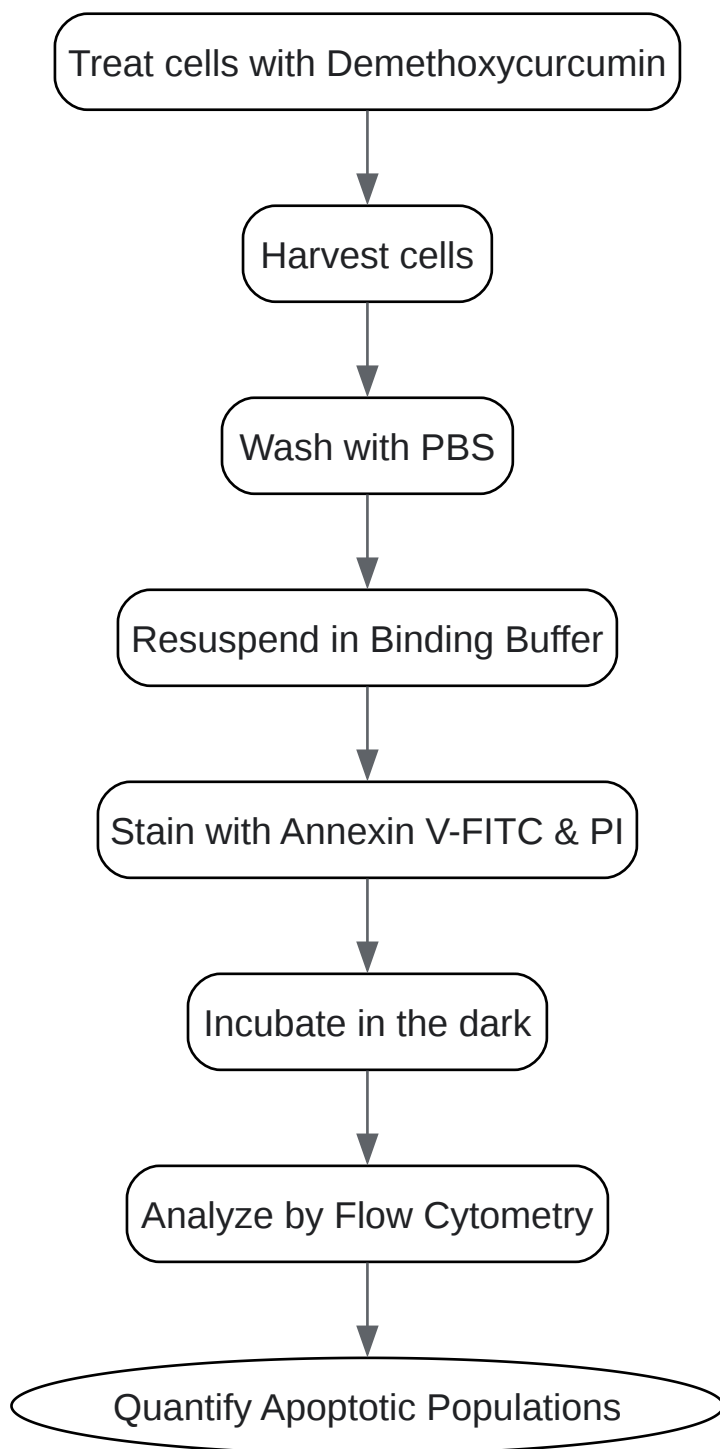 Treat cells with Demethoxycurcumin
Harvest cells
Wash with PBS
Resuspend in Binding Buffer
Stain with Annexin V-FITC & PI
Incubate in the dark
Analyze by Flow Cytometry
Quantify Apoptotic Populations